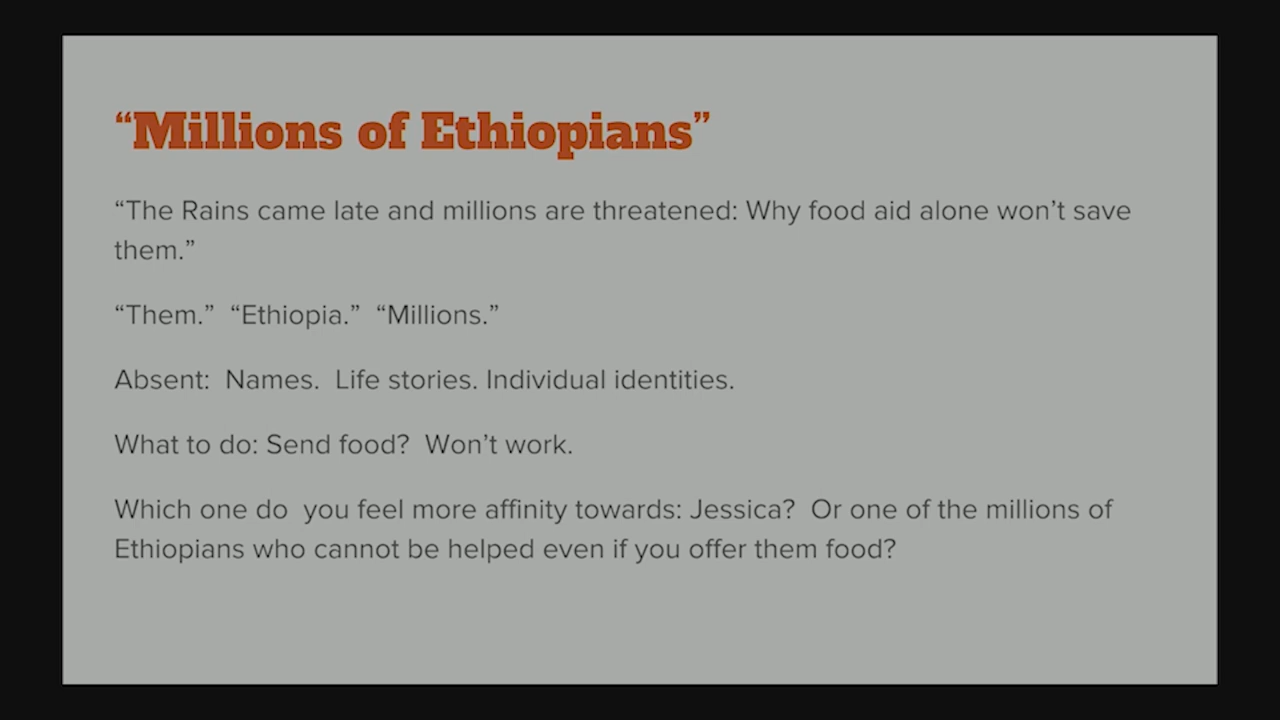 “Millions of Ethiopians”
“The Rains came late and millions are threatened: Why food aid alone won’t save
them.”
“Them.”  “Ethiopia.”  “Millions.”
Absent:  Names.  Life stories. Individual identities.
What to do: Send food?  Won’t work.
Which one do  you feel more affinity towards: Jessica?  Or one of the millions of
Ethiopians who cannot be helped even if you offer them food?